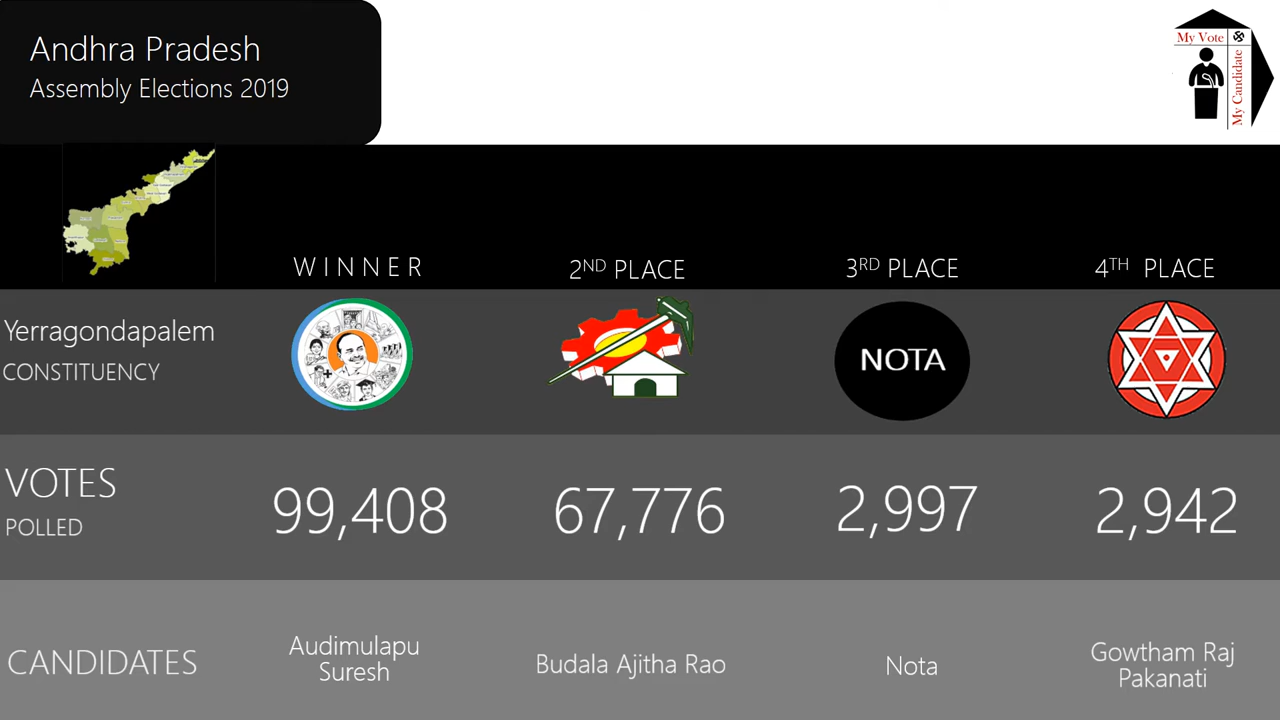 Andhra Pradesh
Assembly Elections 2019
My Vote
My Candidate
WINNER
2ND PLACE
3RD PLACE
4TH PLACE
Yerragondapalem
CONSTITUENCY
NOTA
VOTES
POLLED
99,408
67,776
2,997
2,942
CANDIDATES
Audimulapu
Suresh
Budala Ajitha Rao
Nota
Gowtham Raj
Pakanati